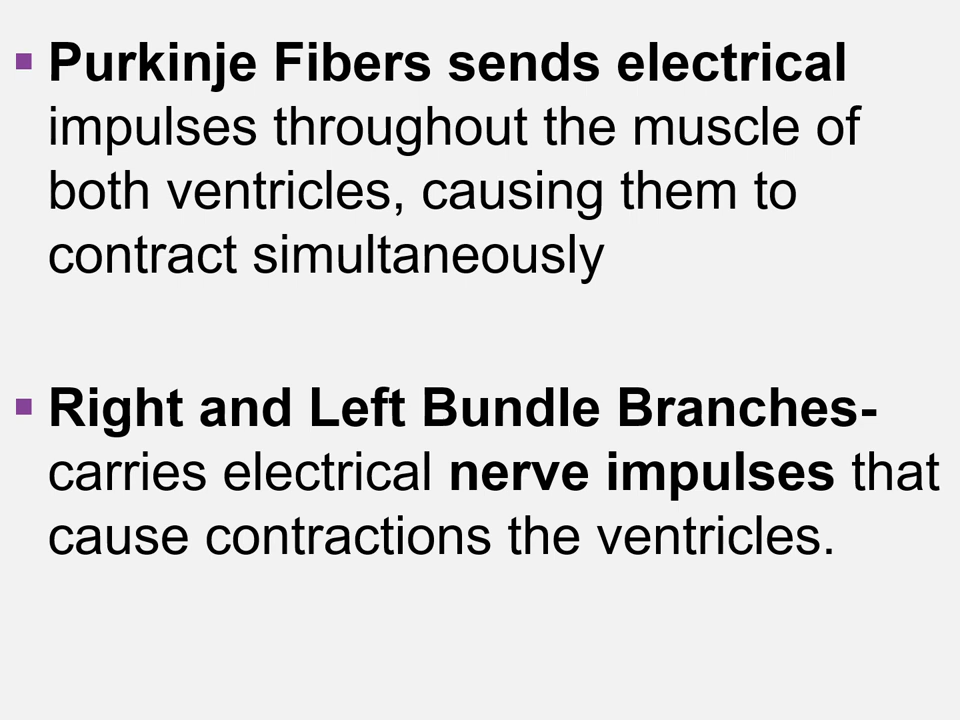 ▪ Purkinje Fibers sends electrical
impulses throughout the muscle of
both ventricles, causing them to
contract simultaneously
▪ Right and Left Bundle Branches-
carries electrical nerve impulses that
cause contractions the ventricles.